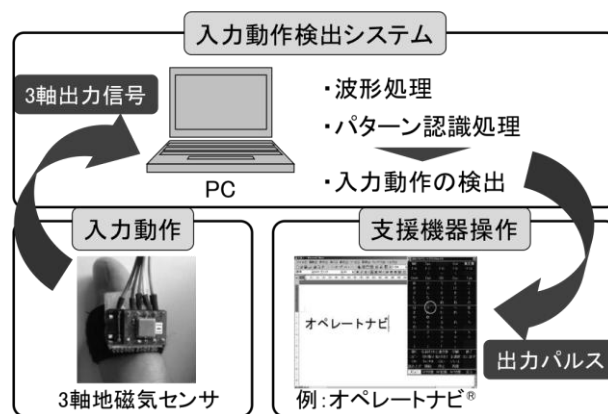 入力動作検出システム
3軸出力信号
・波形処理
・パターン認識処理
・入力動作の検出
PC
入力動作
3軸地磁気センサ
支援機器操作
オペレートナビ
例:オペレートナビ®
出力パルス